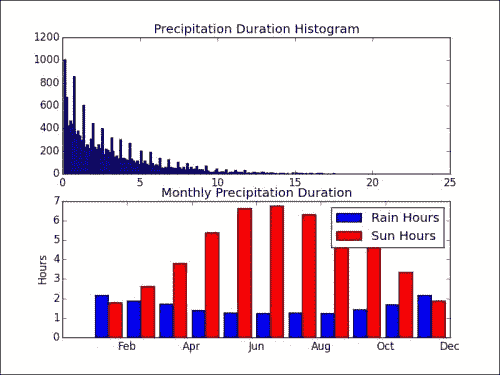 Precipitation Duration Histogram
1200
1000
800
600
400
200
0
0 5 10 15 20 25
Monthly Precpitation Duration
7
6
5
4
3
2
1
0
Hours
Rain Hours
Sun Hours
Feb Apr Jun Aug Oct Dec